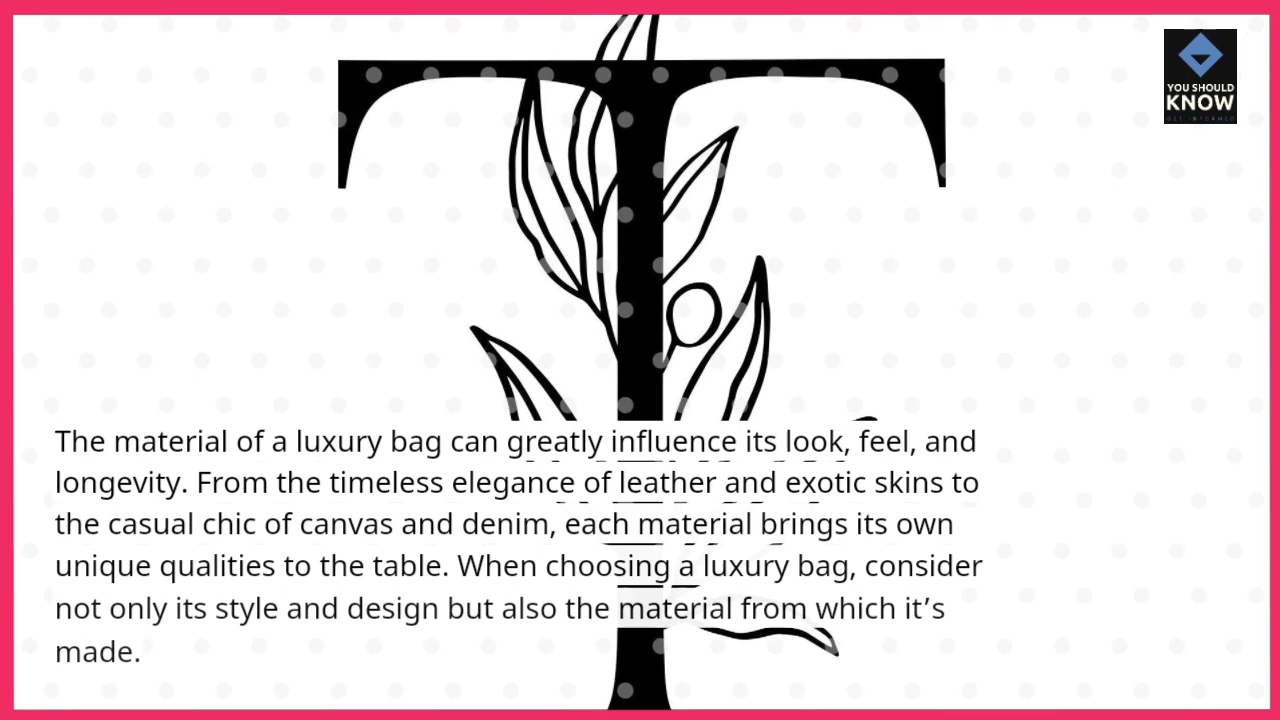 YOU SHOULD
KNOW
GET INFORMED
T
The material of a luxury bag can greatly influence its look, feel, and
longevity. From the timeless elegance of leather and exotic skins to
the casual chic of canvas and denim, each material brings its own
unique qualities to the table. When choosing a luxury bag, consider
not only its style and design but also the material from which it’s
made.